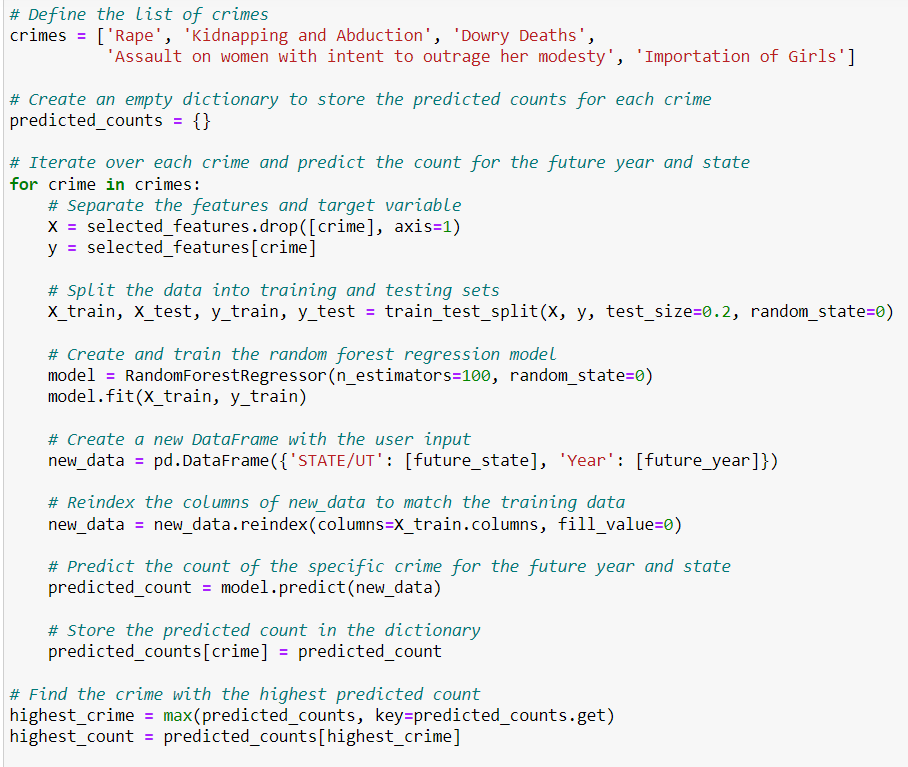 # Define the list of crimes
crimes = ['Rape', 'Kidnapping and Abduction', 'Dowry Deaths',
          'Assault on women with intent to outrage her modesty', 'Importation of Girls']

# Create an empty dictionary to store the predicted counts for each crime
predicted_counts = {}

# Iterate over each crime and predict the count for the future year and state
for crime in crimes:
    # Separate the features and target variable
    X = selected_features.drop([crime], axis=1)
    y = selected_features[crime]

    # Split the data into training and testing sets
    X_train, X_test, y_train, y_test = train_test_split(X, y, test_size=0.2, random_state=0)

    # Create and train the random forest regression model
    model = RandomForestRegressor(n_estimators=100, random_state=0)
    model.fit(X_train, y_train)

    # Create a new DataFrame with the user input
    new_data = pd.DataFrame({'STATE/UT': [future_state], 'Year': [future_year]})

    # Reindex the columns of new_data to match the training data
    new_data = new_data.reindex(columns=X_train.columns, fill_value=0)

    # Predict the count of the specific crime for the future year and state
    predicted_count = model.predict(new_data)

    # Store the predicted count in the dictionary
    predicted_counts[crime] = predicted_count

# Find the crime with the highest predicted count
highest_crime = max(predicted_counts, key=predicted_counts.get)
highest_count = predicted_counts[highest_crime]